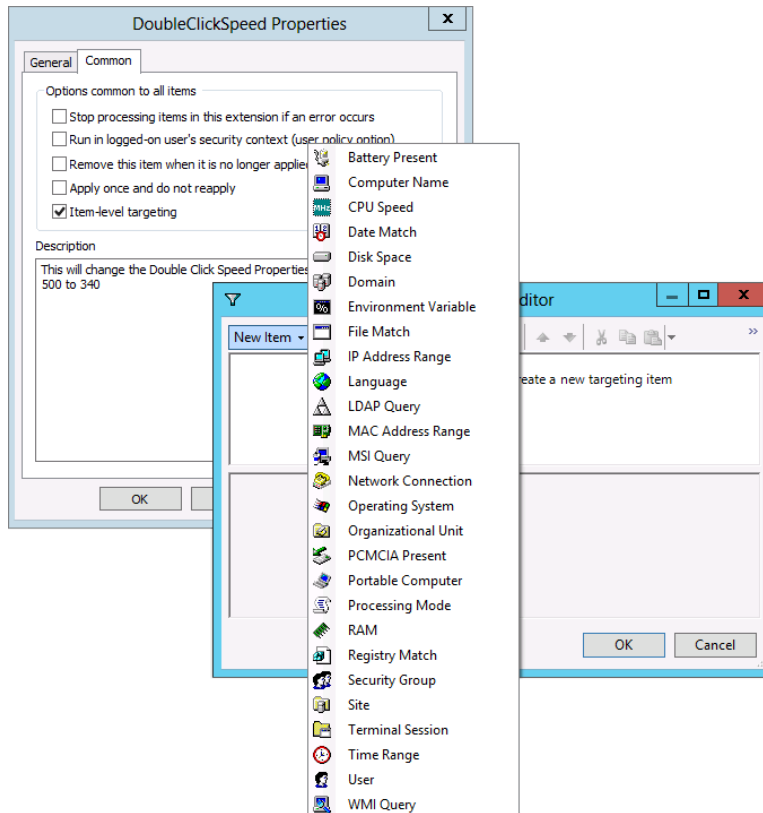 DoubleClickSpeed Properties
x
General
Common
Options common to all items
Stop processing items in this extension if an error occurs
Run in logged-on user's security context (user policy option)
Remove this item when it is no longer applied
Apply once and do not reapply
Item-level targeting
Description
This will change the Double Click Speed Properties
500 to 340
OK
ditor
x
New Item
»
eate a new targeting item
OK
Cancel
Battery Present
Computer Name
MHz
CPU Speed
Date Match
Disk Space
Domain
%
Environment Variable
File Match
IP Address Range
Language
LDAP Query
MAC Address Range
MSI Query
Network Connection
Operating System
Organizational Unit
PCMCIA Present
Portable Computer
Processing Mode
RAM
Registry Match
Security Group
Site
Terminal Session
Time Range
User
WMI Query